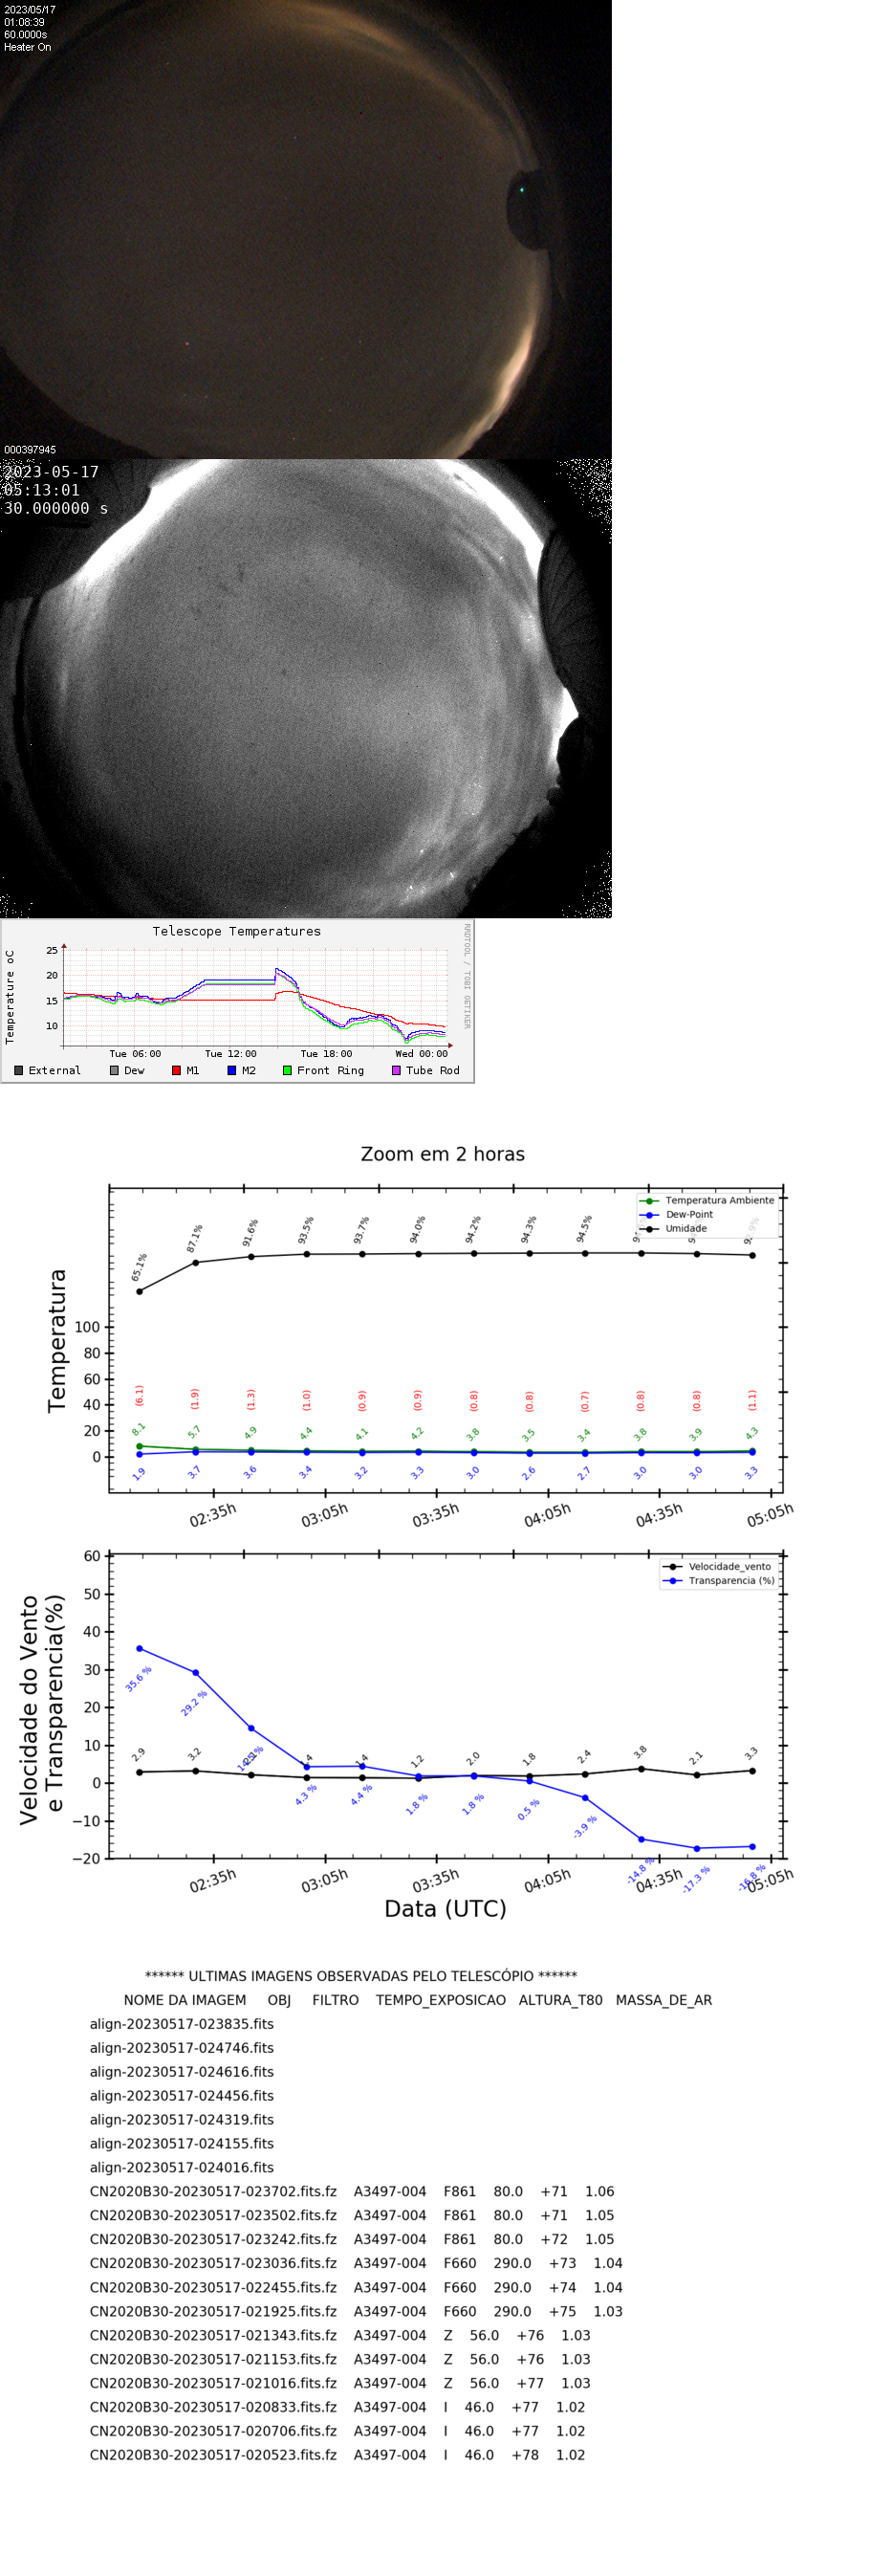 2023/05/17
01:08:39
60.0000s
Heater On
000397945
2023-05-17
05:13:01
30.000000 s
Telescope Temperatures
RRDTOOL / TOBI OETIKER
Temperature oC
25
20
15
10
Tue 06:00 Tue 12:00 Tue 18:00 Wed 00:00
External Dew M1 M2 Front Ring Tube Rod
Zoom em 2 horas
Temperatura Ambiente
Dew-Point
Umidade
65.1% 87.1% 91.6% 93.5% 93.7% 94.0% 94.2% 94.3% 94.5%
Temperatura
100
80
60
40
20
0
(6.1) (1.9) (1.3) (1.0) (0.9) (0.9) (0.8) (0.8) (0.7) (0.8) (0.8) (1.1)
8.1 5.7 4.9 4.4 4.1 4.2 3.8 3.5 3.4 3.8 3.9 4.3
1.9 3.7 3.6 3.4 3.2 3.3 3.0 2.6 2.7 3.0 3.0 3.3
02:35h 03:05h 03:35h 04:05h 04:35h 05:05h
Velocidade do Vento
e Transparencia(%)
60
50
40
30
20
10
0
−10
−20
Velocidade_vento
Transparencia (%)
2.9 3.2 1.4 1.2 2.0 1.8 2.4 3.8 2.1 3.3
35.6 % 29.2 % 4.3 % 4.4 % 1.8 % 1.8 % 0.5 % -3.9 % -14.8 % -17.3 % -16.8 %
02:35h 03:05h 03:35h 04:05h 04:35h 05:05h
Data (UTC)
****** ULTIMAS IMAGENS OBSERVADAS PELO TELESCÓPIO ******
NOME DA IMAGEM OBJ FILTRO TEMPO_EXPOSICAO ALTURA_T80 MASSA_DE_AR
align-20230517-023835.fits
align-20230517-024746.fits
align-20230517-024616.fits
align-20230517-024456.fits
align-20230517-024319.fits
align-20230517-024155.fits
align-20230517-024016.fits
CN2020B30-20230517-023702.fits.fz A3497-004 F861 80.0 +71 1.06
CN2020B30-20230517-023502.fits.fz A3497-004 F861 80.0 +71 1.05
CN2020B30-20230517-023242.fits.fz A3497-004 F861 80.0 +72 1.05
CN2020B30-20230517-023036.fits.fz A3497-004 F660 290.0 +73 1.04
CN2020B30-20230517-022455.fits.fz A3497-004 F660 290.0 +74 1.04
CN2020B30-20230517-021925.fits.fz A3497-004 F660 290.0 +75 1.03
CN2020B30-20230517-021343.fits.fz A3497-004 Z 56.0 +76 1.03
CN2020B30-20230517-021153.fits.fz A3497-004 Z 56.0 +76 1.03
CN2020B30-20230517-021016.fits.fz A3497-004 Z 56.0 +77 1.03
CN2020B30-20230517-020833.fits.fz A3497-004 I 46.0 +77 1.02
CN2020B30-20230517-020706.fits.fz A3497-004 I 46.0 +77 1.02
CN2020B30-20230517-020523.fits.fz A3497-004 I 46.0 +78 1.02